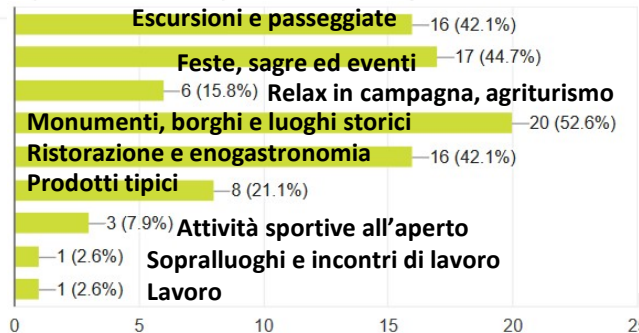 Escursioni e passeggiate 16 (42.1%)
Feste, sagre ed eventi 17 (44.7%)
6 (15.8%) Relax in campagna, agriturismo
Monumenti, borghi e luoghi storici 20 (52.6%)
Ristorazione e enogastronomia 16 (42.1%)
Prodotti tipici 8 (21.1%)
3 (7.9%) Attività sportive all’aperto
1 (2.6%) Sopralluoghi e incontri di lavoro
1 (2.6%) Lavoro
0 5 10 15 20